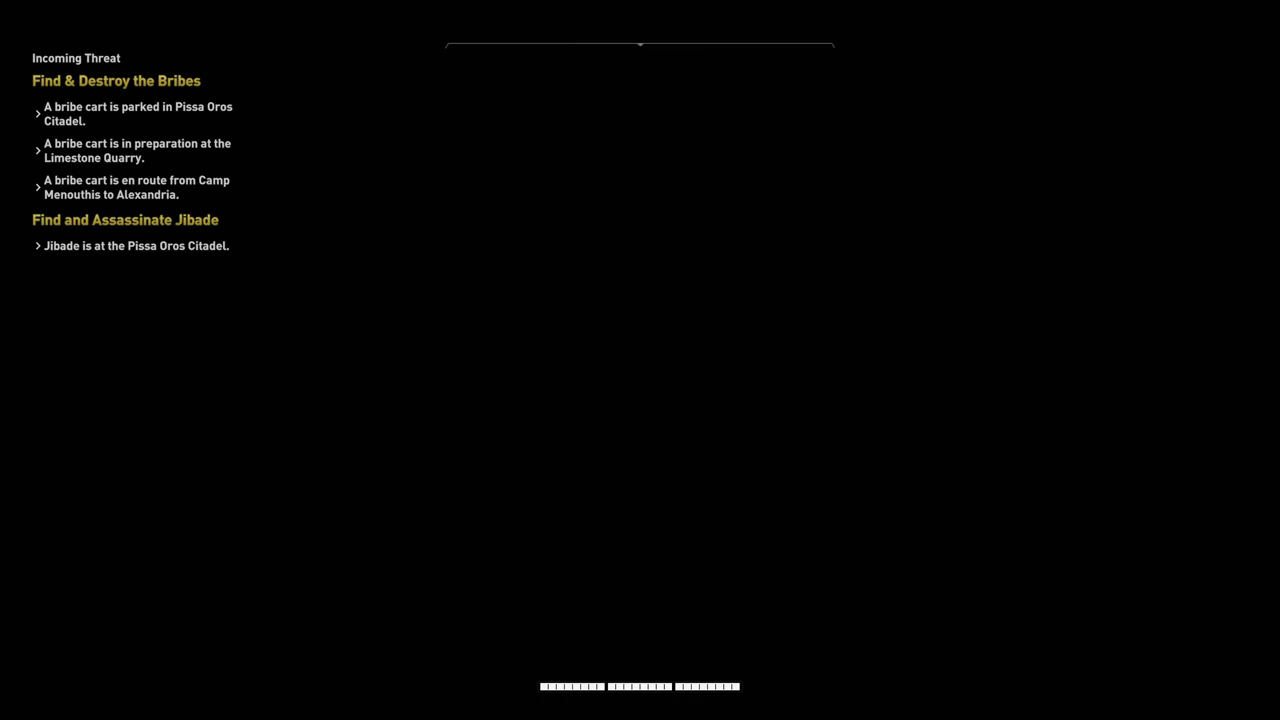 Incoming Threat
Find & Destroy the Bribes
A bribe cart is parked in Pissa Oros
Citadel.
A bribe cart is in preparation at the
Limestone Quarry.
A bribe cart is en route from Camp
Menouthis to Alexandria.
Find and Assassinate Jibade
Jibade is at the Pissa Oros Citadel.